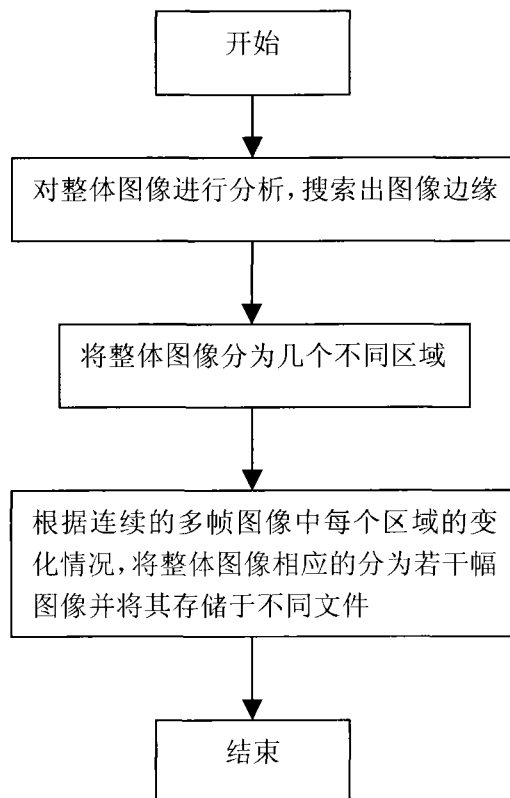 开始
对整体图像进行分析，搜索出图像边缘
将整体图像分为几个不同区域
根据连续的多帧图像中每个区域的变
化情况，将整体图像相应的分为若干幅
图像并将其存储于不同文件
结束